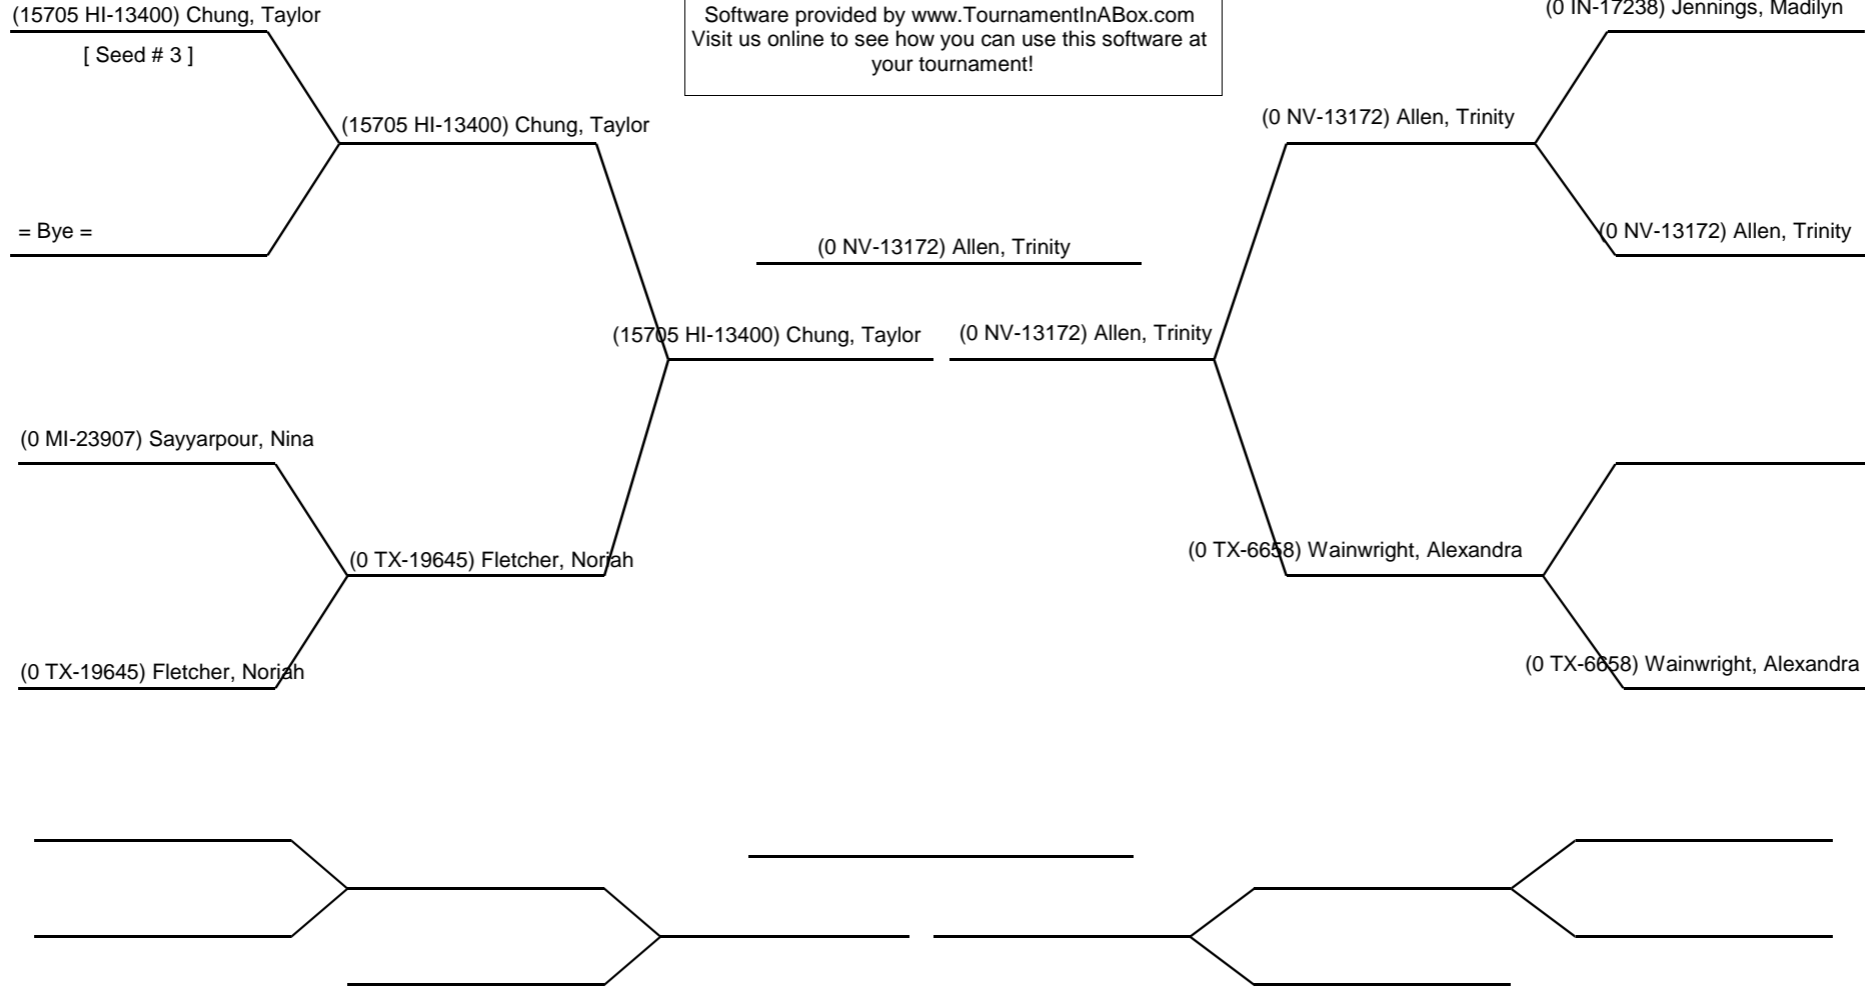 (15705 HI-13400) Chung, Taylor
[ Seed # 3 ]
Software provided by www.TournamentInABox.com
Visit us online to see how you can use this software at
your tournament!
(0 IN-17238) Jennings, Madilyn
(15705 HI-13400) Chung, Taylor
(0 NV-13172) Allen, Trinity
= Bye =
(0 NV-13172) Allen, Trinity
(0 NV-13172) Allen, Trinity
(15705 HI-13400) Chung, Taylor
(0 NV-13172) Allen, Trinity
(0 MI-23907) Sayyarpour, Nina
(0 TX-19645) Fletcher, Noriah
(0 TX-6658) Wainwright, Alexandra
(0 TX-19645) Fletcher, Noriah
(0 TX-6658) Wainwright, Alexandra